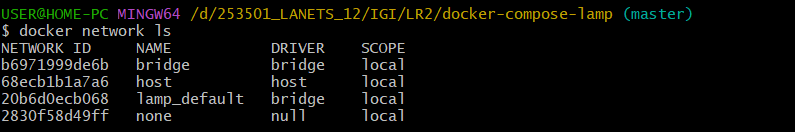 USER@HOME-PC MINGW64 /d/253501_LANETS_12/IGI/LR2/docker-compose-lamp (master)
$ docker network ls
NETWORK ID     NAME           DRIVER    SCOPE
b6971999de6b   bridge         bridge    local
68ecb1b1a7a6   host           host      local
20b6d0ecb068   lamp_default   bridge    local
2830f58d49ff   none           null      local